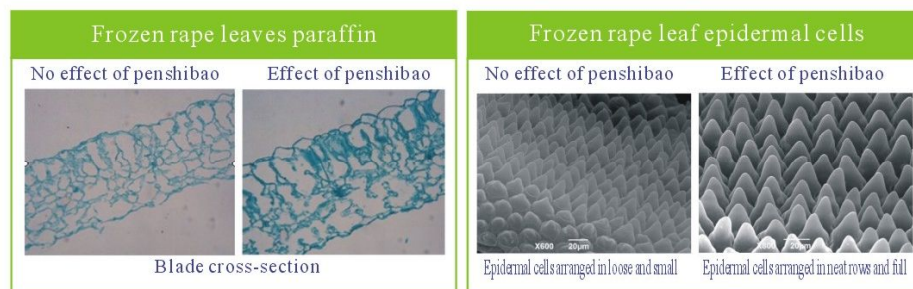 Frozen rape leaves paraffin
No effect of penshibao
Effect of penshibao
Blade cross-section
Frozen rape leaf epidermal cells
No effect of penshibao
Effect of penshibao
X600 20μm
X600 20μm
Epidermal cells arranged in loose and small
Epidermal cells arranged in neat rows and full